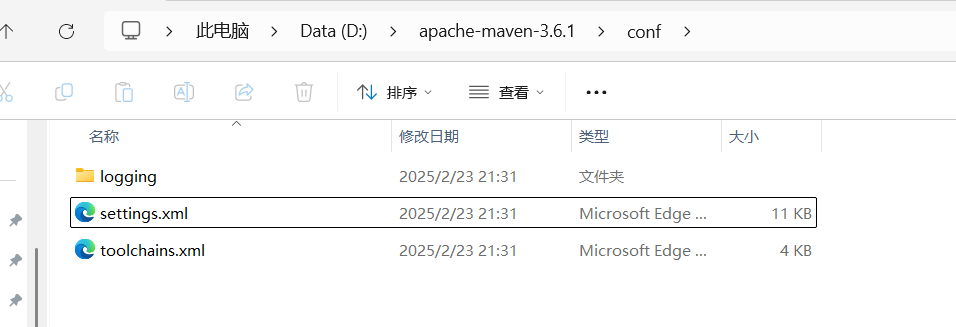 此电脑 > Data (D:) > apache-maven-3.6.1 > conf >
排序 查看 ...
名称 修改日期 类型 大小
logging 2025/2/23 21:31 文件夹
settings.xml 2025/2/23 21:31 Microsoft Edge ... 11 KB
toolchains.xml 2025/2/23 21:31 Microsoft Edge ... 4 KB